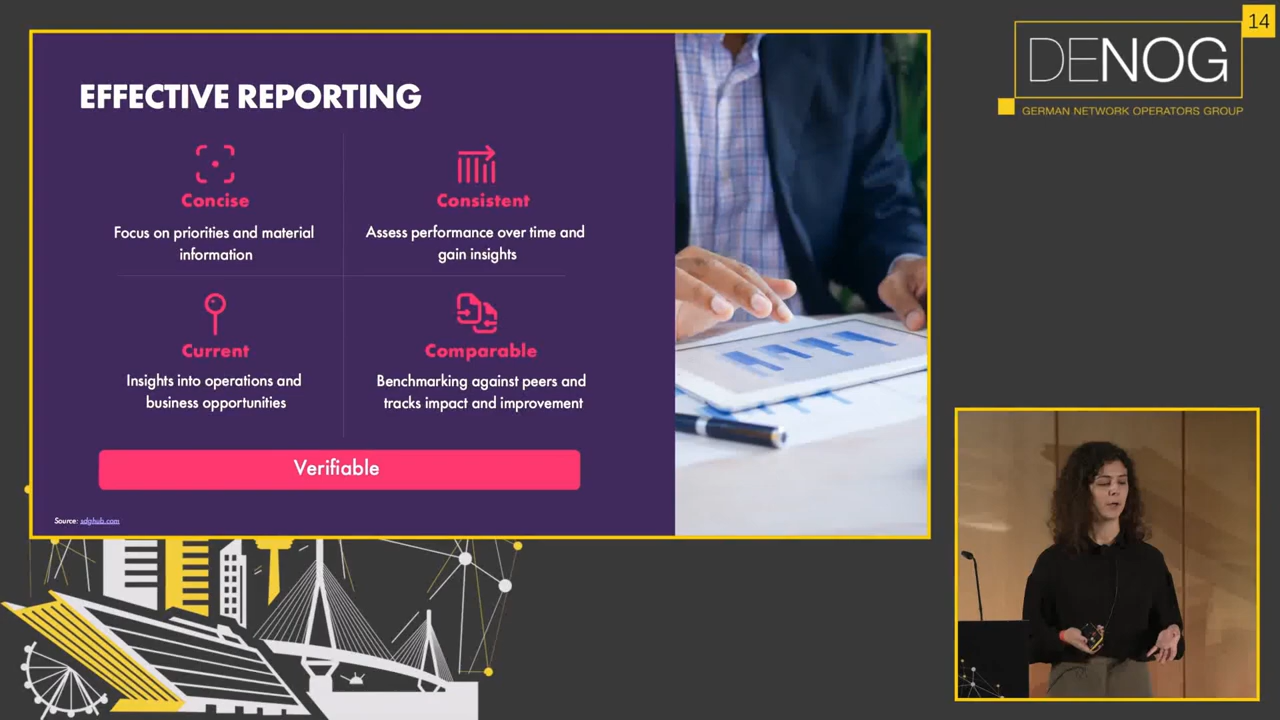 EFFECTIVE REPORTING
Concise
Focus on priorities and material
information
Consistent
Assess performance over time and
gain insights
Current
Insights into operations and
business opportunities
Comparable
Benchmarking against peers and
tracks impact and improvement
Verifiable
Source: sdghub.com
14
DENOG
GERMAN NETWORK OPERATORS GROUP